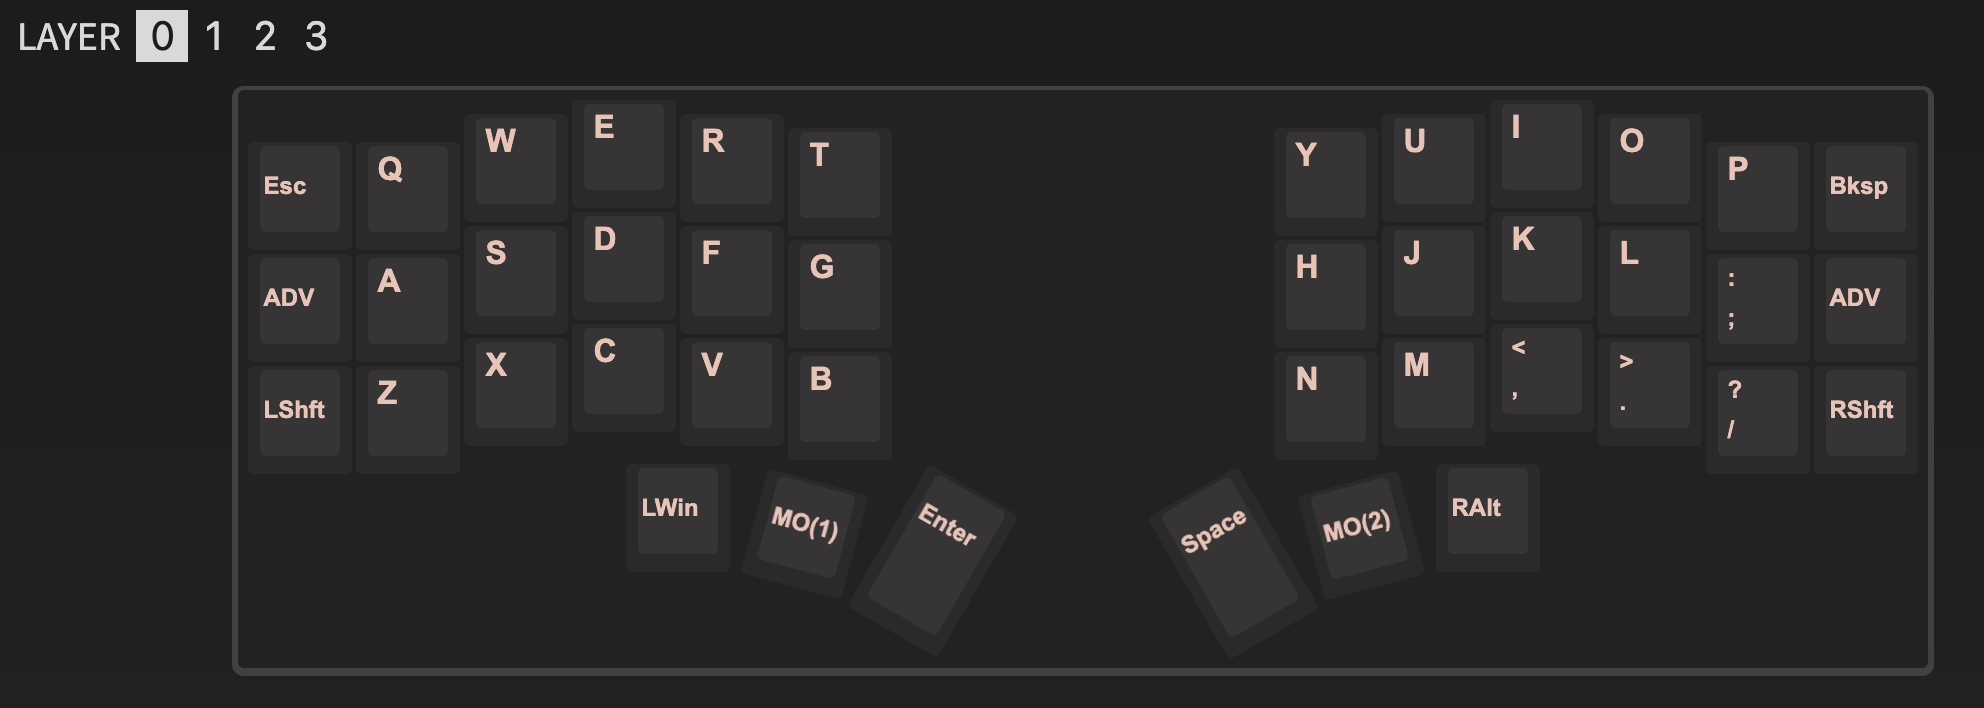 LAYER 0 1 2 3
Esc Q W E R T Y U I O P Bksp
ADV A S D F G H J K L : ; ADV
LShft Z X C V B N M < , > . ? / RShft
LWin MO(1) Enter Space MO(2) RAlt